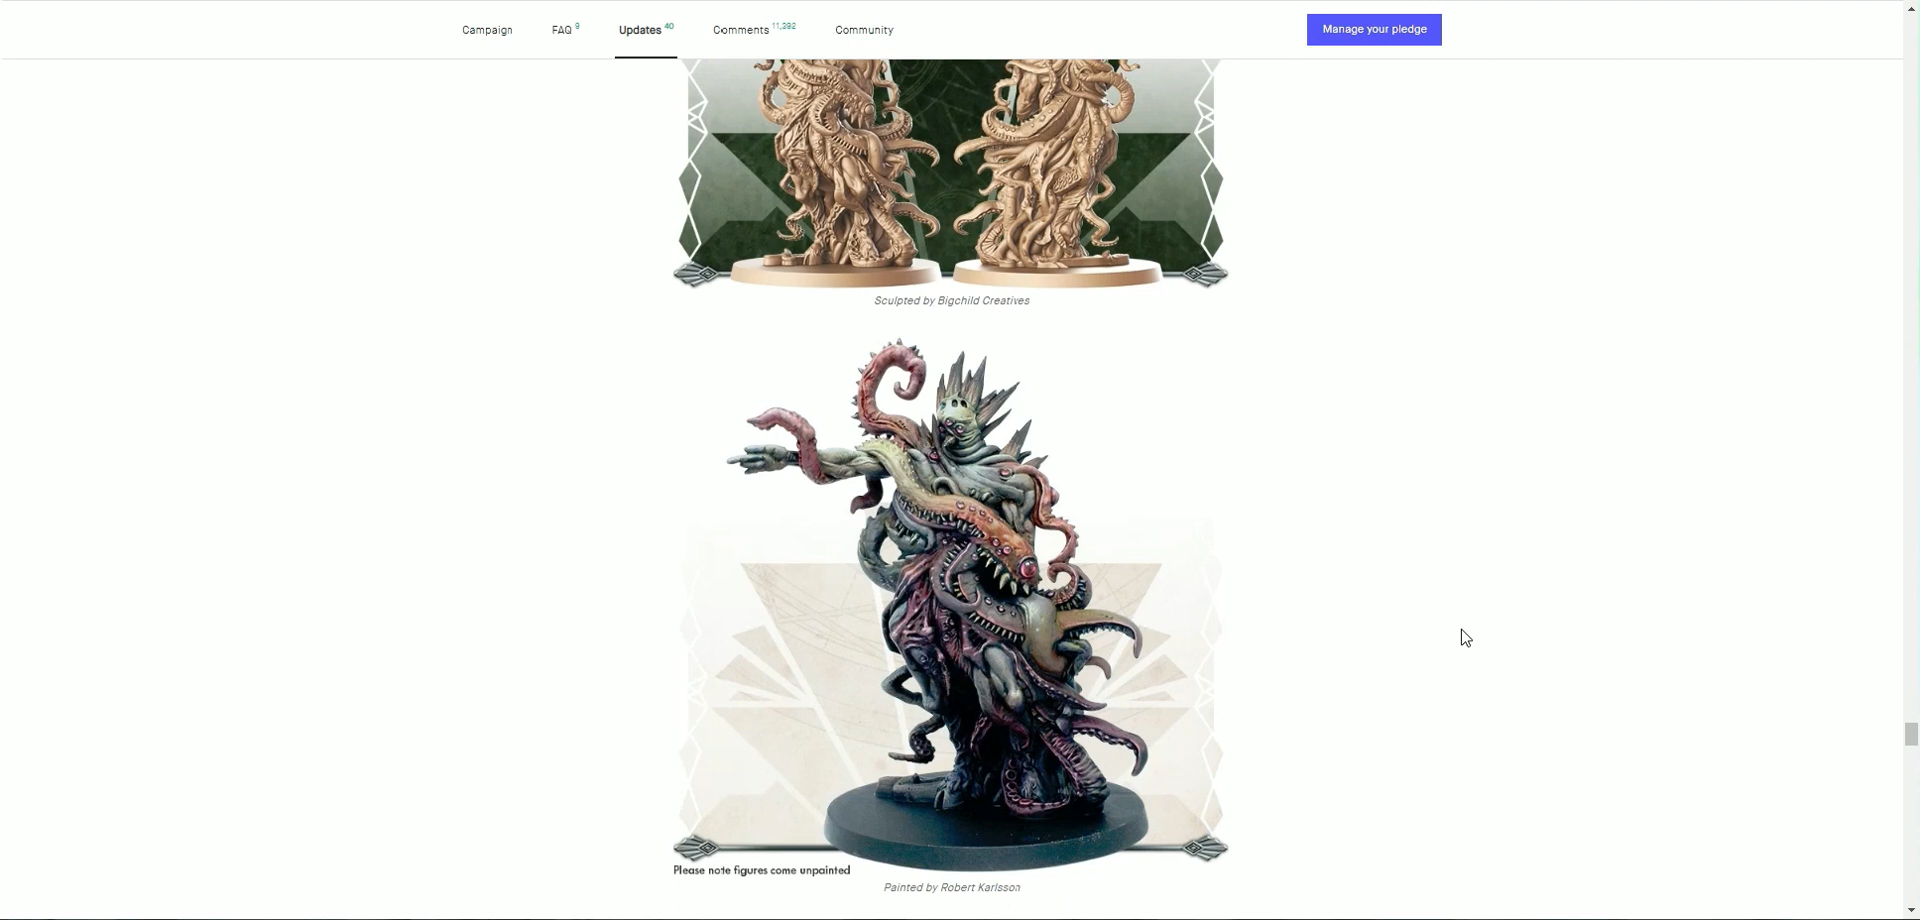 Campaign FAQ 9 Updates 40 Comments 11,392 Community Manage your pledge
Sculpted by Bigchild Creatives
Please note figures come unpainted
Painted by Robert Karlsson